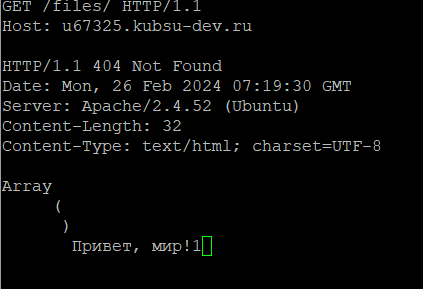 GET /files/ HTTP/1.1
Host: u67325.kubsu-dev.ru
HTTP/1.1 404 Not Found
Date: Mon, 26 Feb 2024 07:19:30 GMT
Server: Apache/2.4.52 (Ubuntu)
Content-Length: 32
Content-Type: text/html; charset=UTF-8
Array
(
)
Привет, мир!1